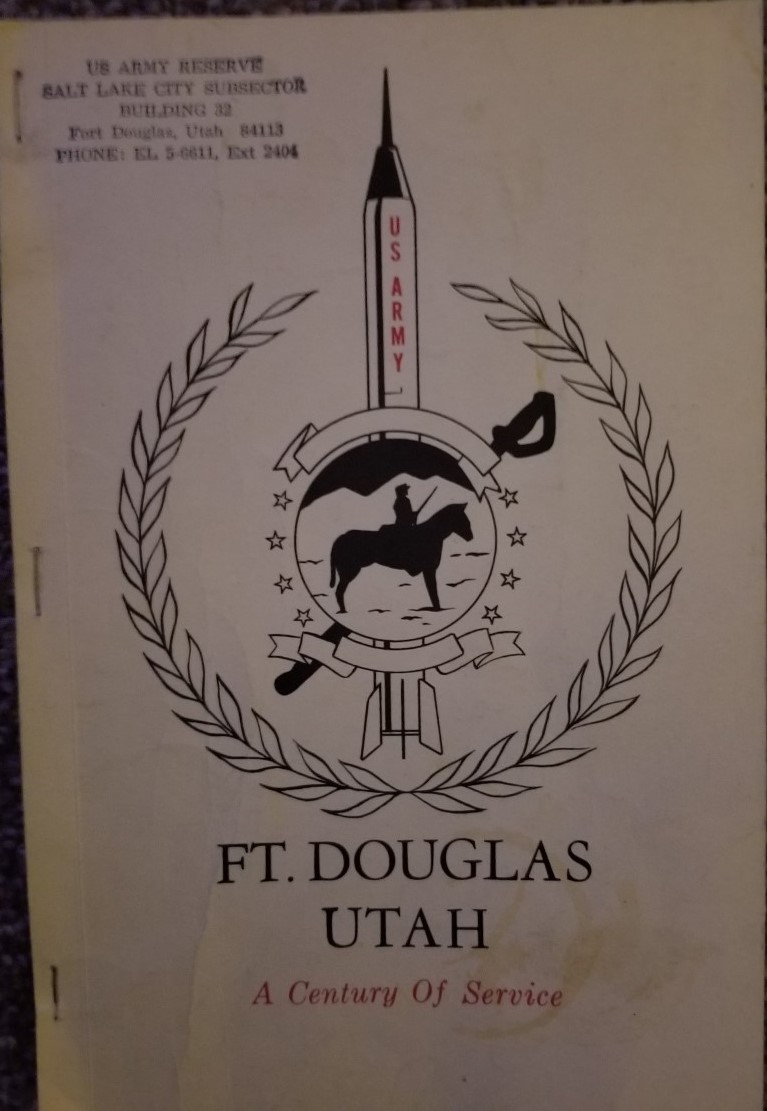 US ARMY RESERVE
SALT LAKE CITY SUBSECTOR
BUILDING 32
Fort Douglas, Utah 84113
PHONE: EL 5-6611, Ext 2404
US ARMY
FT. DOUGLAS
UTAH
A Century Of Service